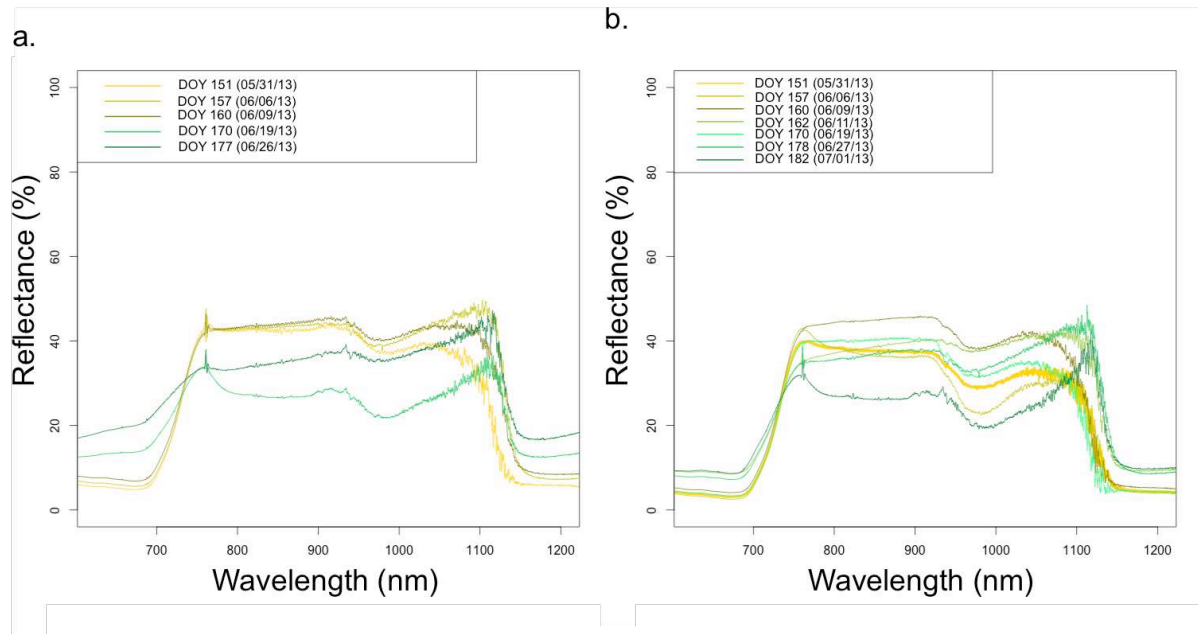 a.
DOY 151 (05/31/13)
DOY 157 (06/06/13)
DOY 160 (06/09/13)
DOY 170 (06/19/13)
DOY 177 (06/26/13)
Reflectance (%)
100
80
60
40
20
0
700 800 900 1000 1100 1200
Wavelength (nm)
b.
DOY 151 (05/31/13)
DOY 157 (06/06/13)
DOY 160 (06/09/13)
DOY 162 (06/11/13)
DOY 170 (06/19/13)
DOY 178 (06/27/13)
DOY 182 (07/01/13)
Reflectance (%)
100
80
60
40
20
0
700 800 900 1000 1100 1200
Wavelength (nm)